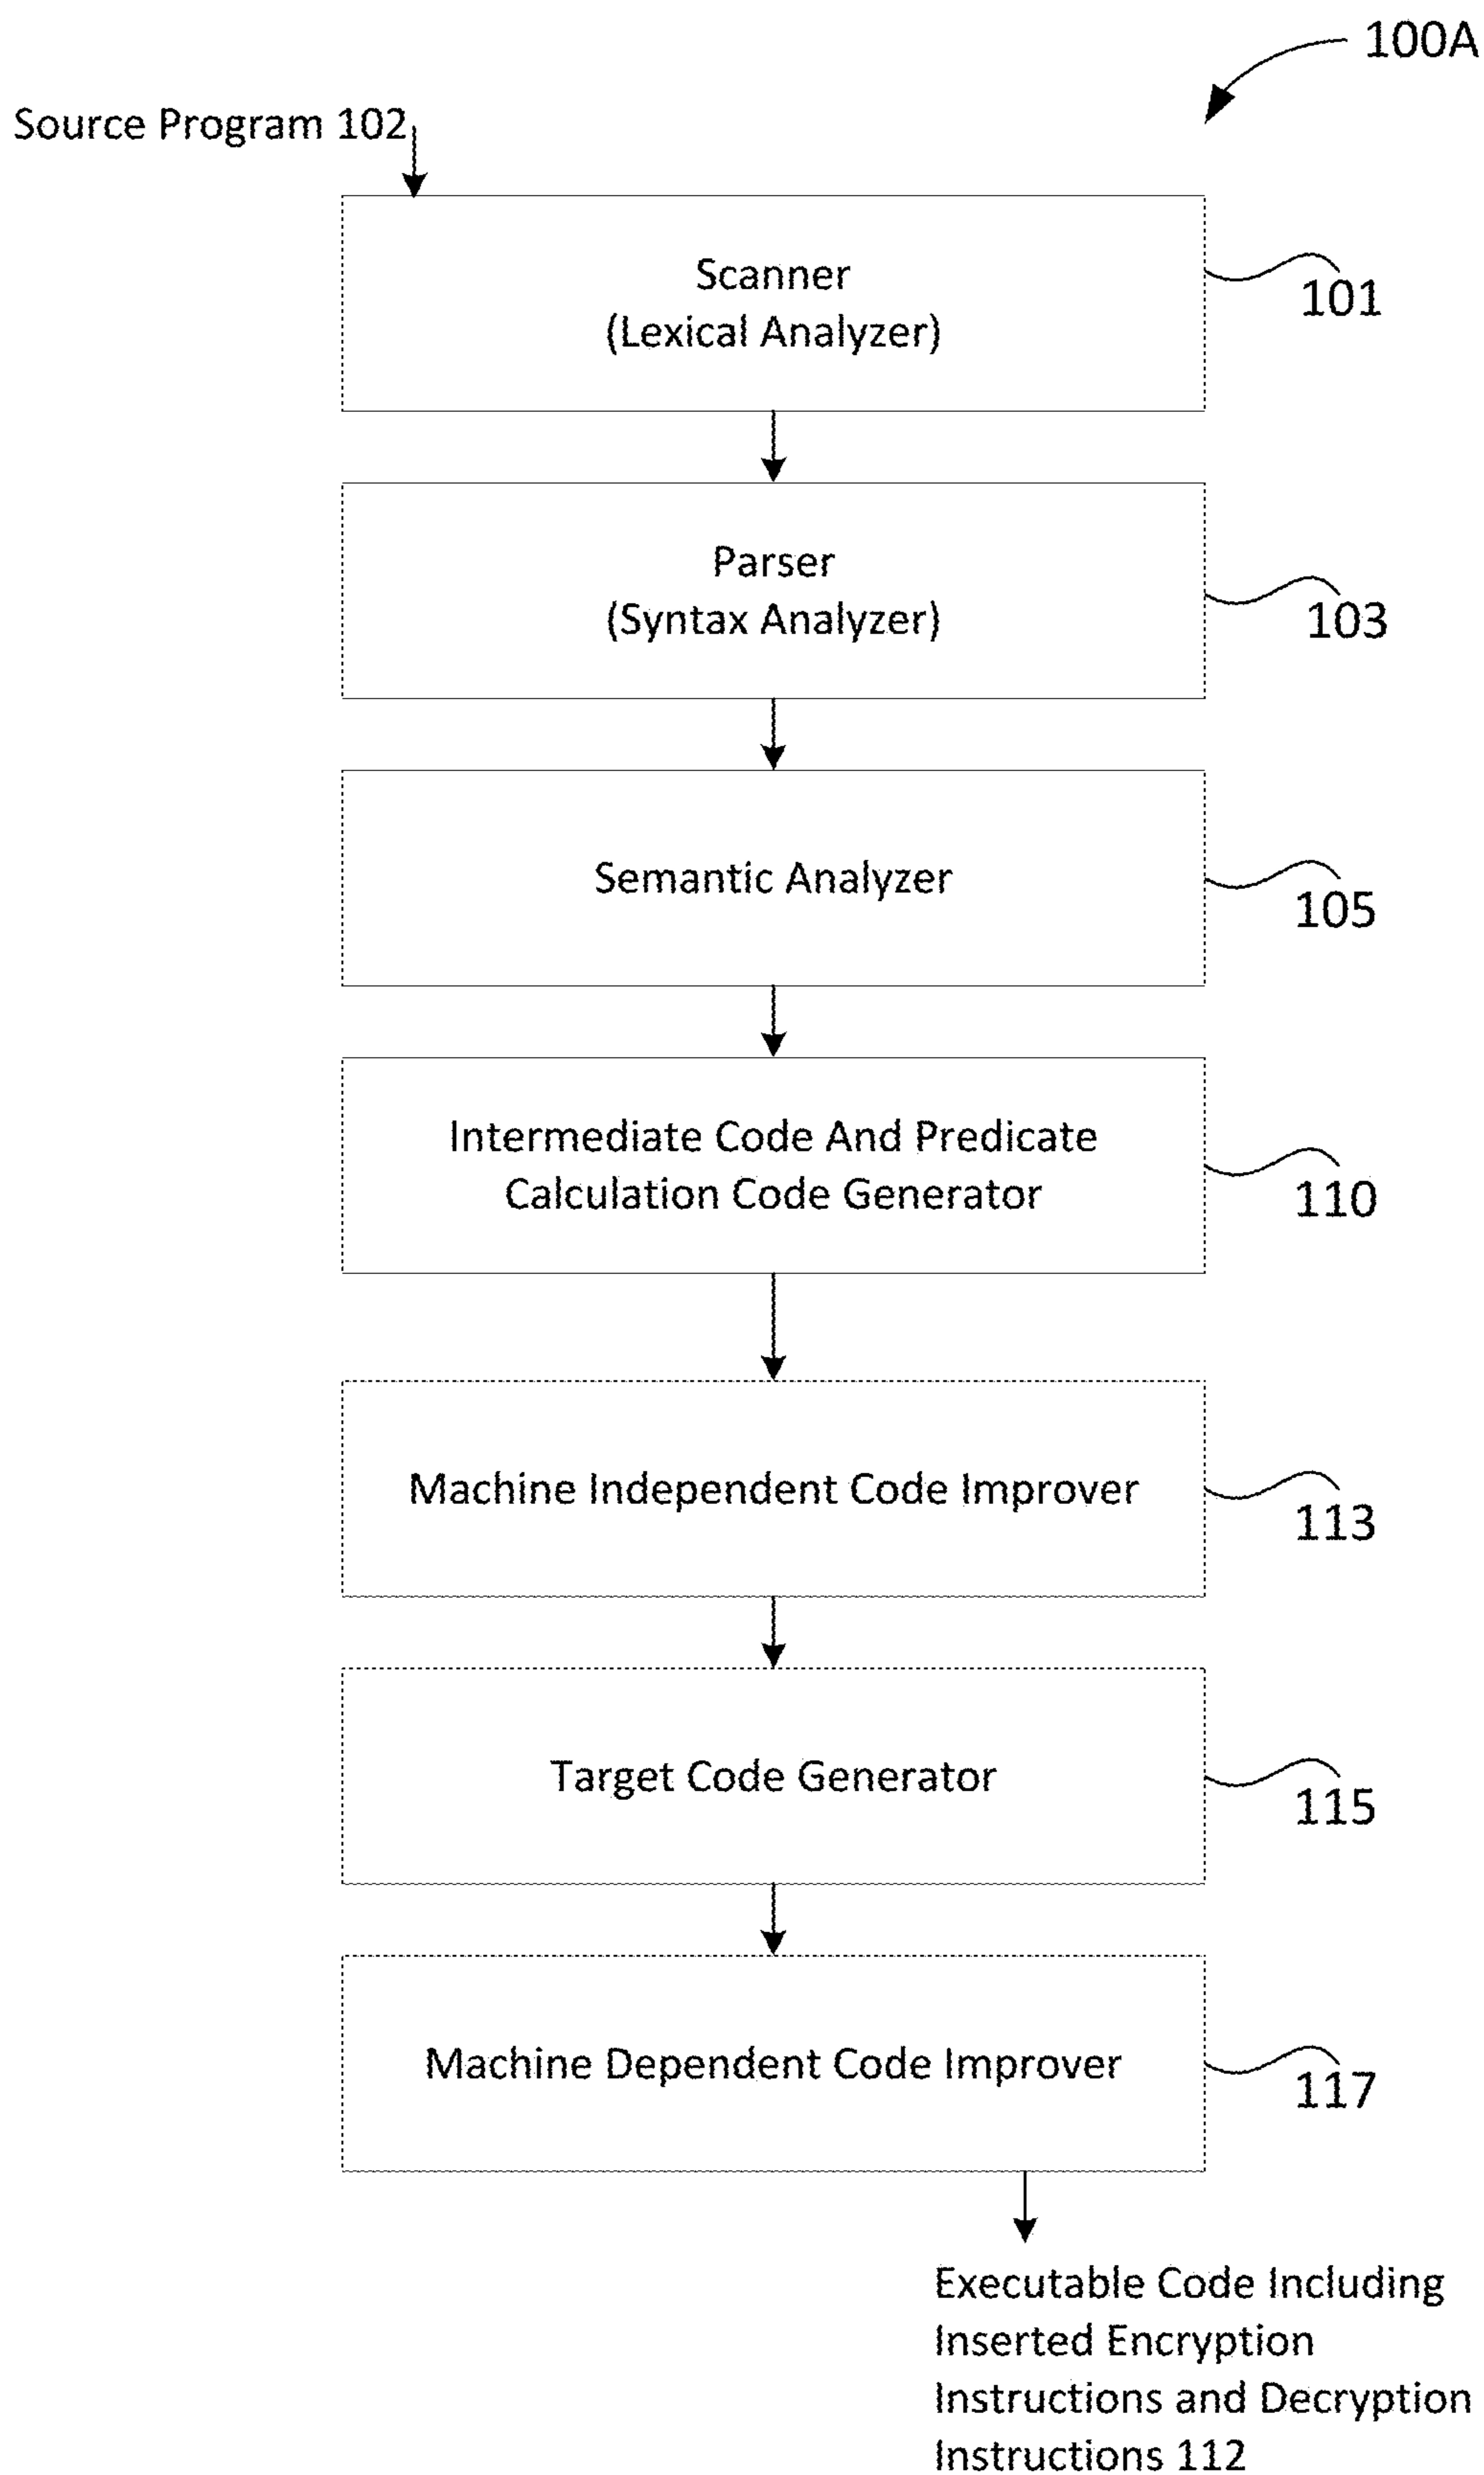 100A
Source Program 102
Scanner
(Lexical Analyzer)
101
Parser
(Syntax Analyzer)
103
Semantic Analyzer
105
Intermediate Code And Predicate
Calculation Code Generator
110
Machine Independent Code Improver
113
Target Code Generator
115
Machine Dependent Code Improver
117
Executable Code Including
Inserted Encryption
Instructions and Decryption
Instructions 112